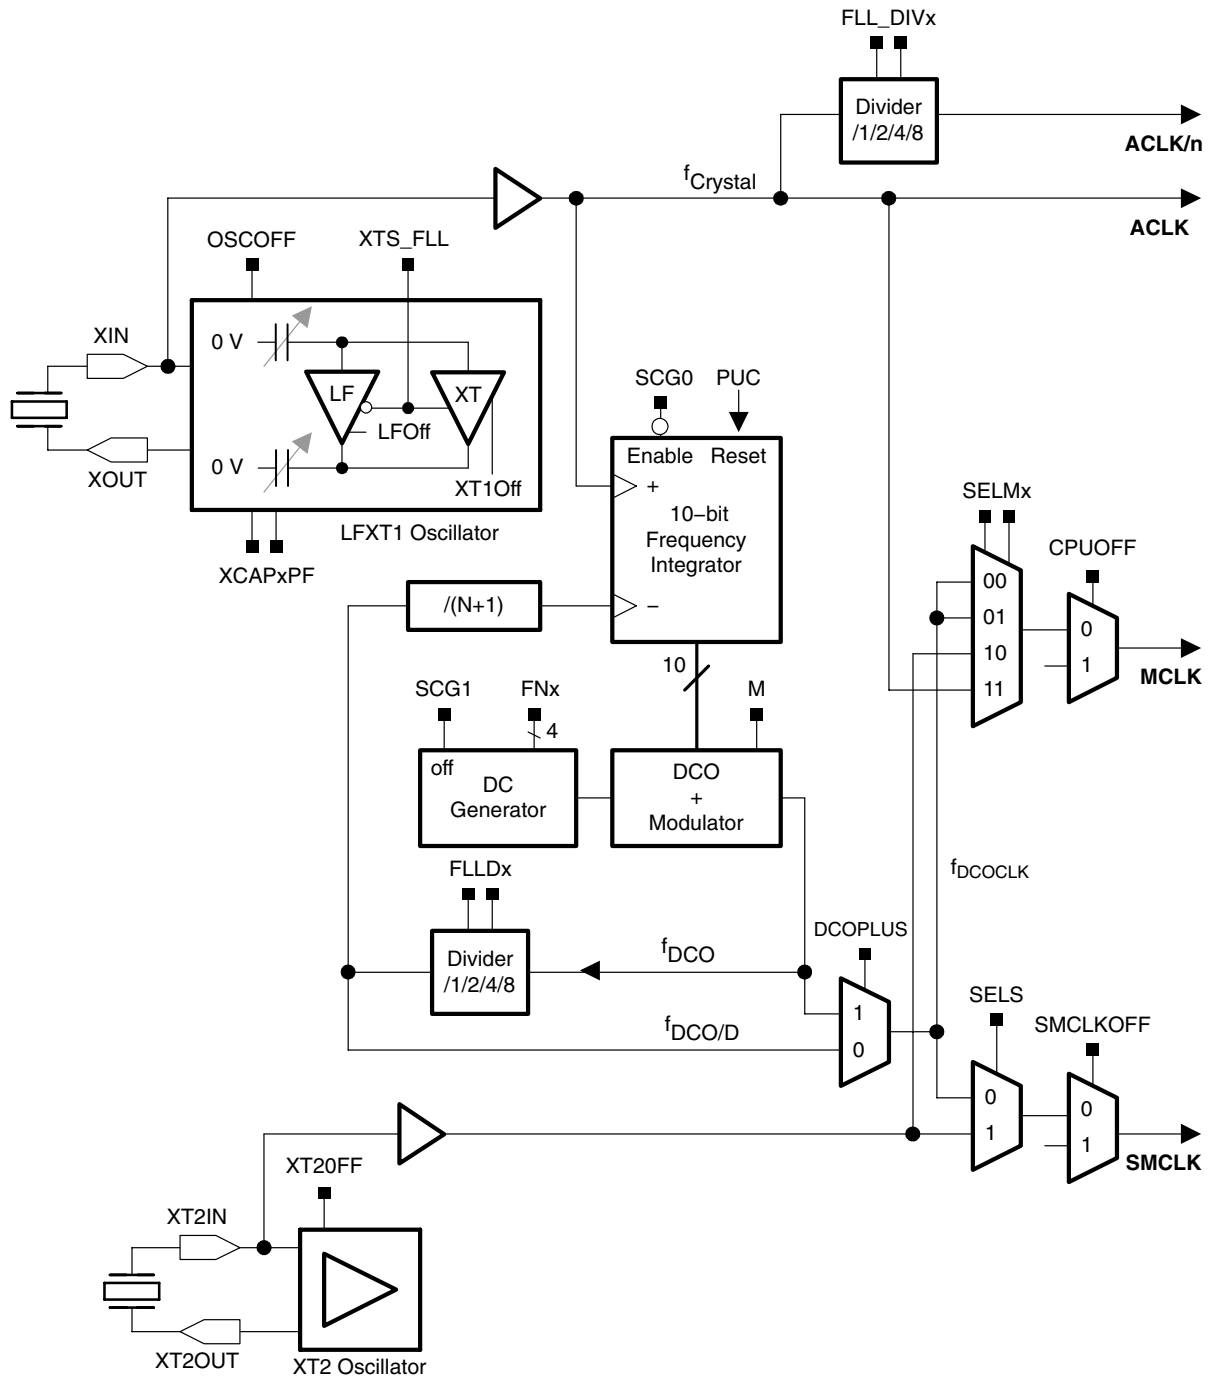 FLL_DIVx
Divider
/1/2/4/8
ACLK/n
fCrystal
ACLK
OSCOFF
XTS_FLL
XIN
0 V
LF
XT
LFOff
0 V
XT1Off
XOUT
LFXT1 Oscillator
XCAPxPF
SCG0
PUC
Enable
Reset
+
10–bit
Frequency
Integrator
–
/(N+1)
10
SELMx
00
01
10
11
CPUOFF
0
1
MCLK
SCG1
FNx
4
M
off
DC
Generator
DCO
+
Modulator
FLLDx
Divider
/1/2/4/8
fDCO
fDCO/D
DCOPLUS
1
0
fDCOCLK
SELS
0
1
SMCLKOFF
0
1
SMCLK
XT20FF
XT2IN
XT2OUT
XT2 Oscillator